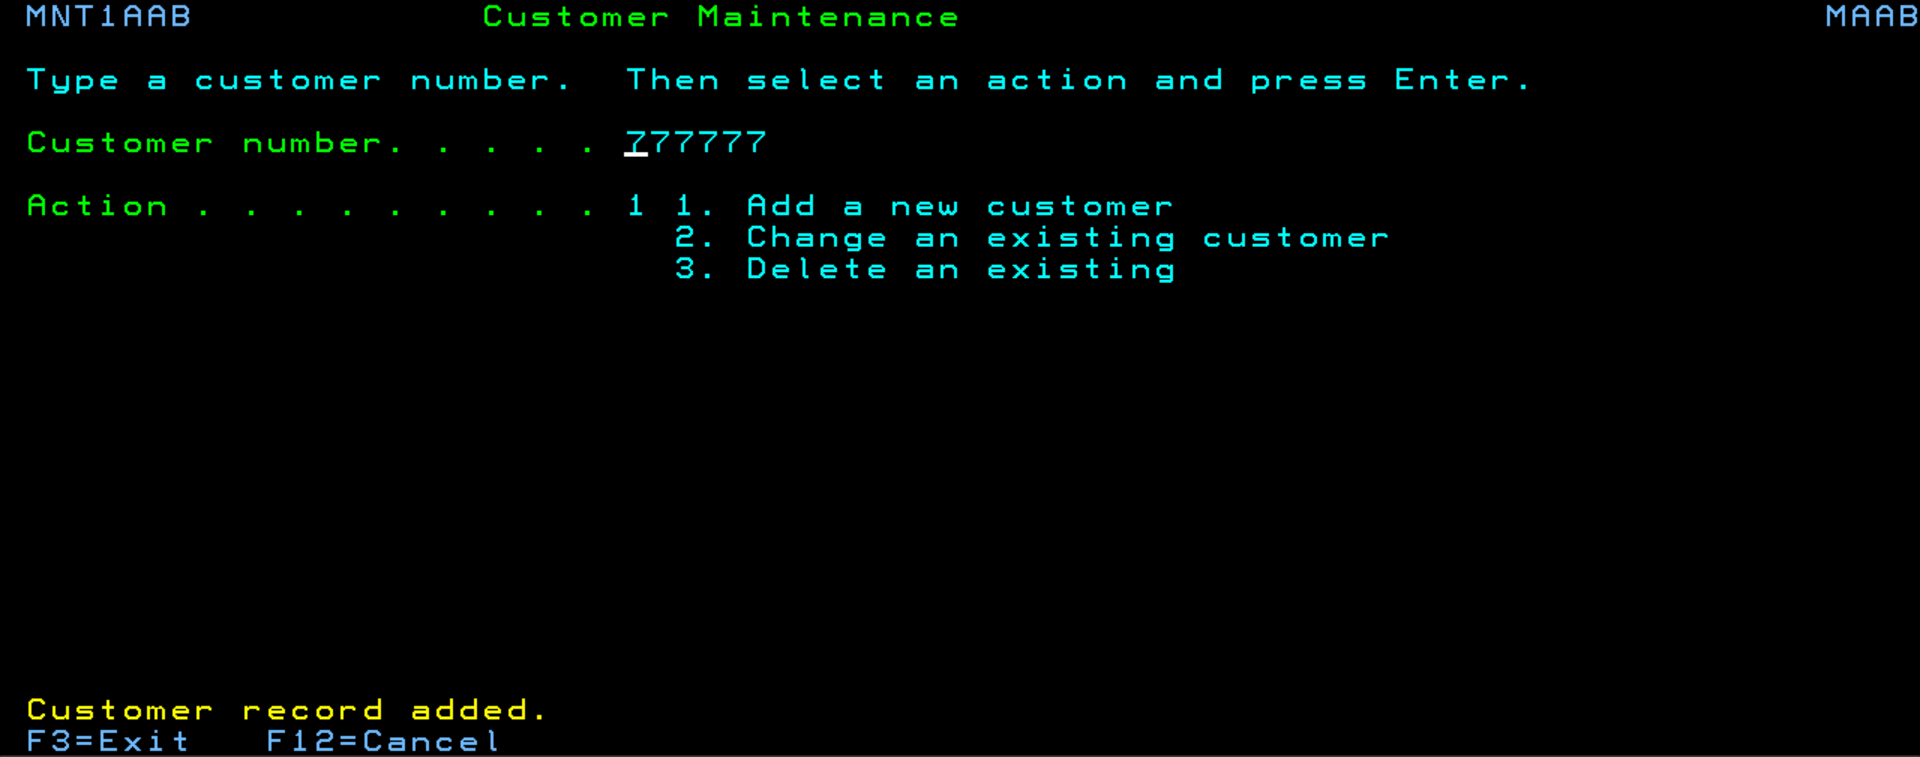 MNT1AAB Customer Maintenance MAAB
Type a customer number. Then select an action and press Enter.
Customer number. . . . . 777777
Action . . . . . . . . . 1 1. Add a new customer
2. Change an existing customer
3. Delete an existing
Customer record added.
F3=Exit F12=Cancel